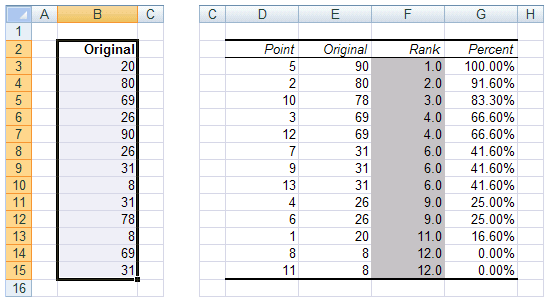 A B C C D E F G H
1
2 Original Point Original Rank Percent
3 20 5 90 1.0 100.00%
4 80 2 80 2.0 91.60%
5 69 10 78 3.0 83.30%
6 26 3 69 4.0 66.60%
7 90 12 69 4.0 66.60%
8 26 7 31 6.0 41.60%
9 31 9 31 6.0 41.60%
10 8 13 31 6.0 41.60%
11 31 4 26 9.0 25.00%
12 78 6 26 9.0 25.00%
13 8 1 20 11.0 16.60%
14 69 8 8 12.0 0.00%
15 31 11 8 12.0 0.00%
16